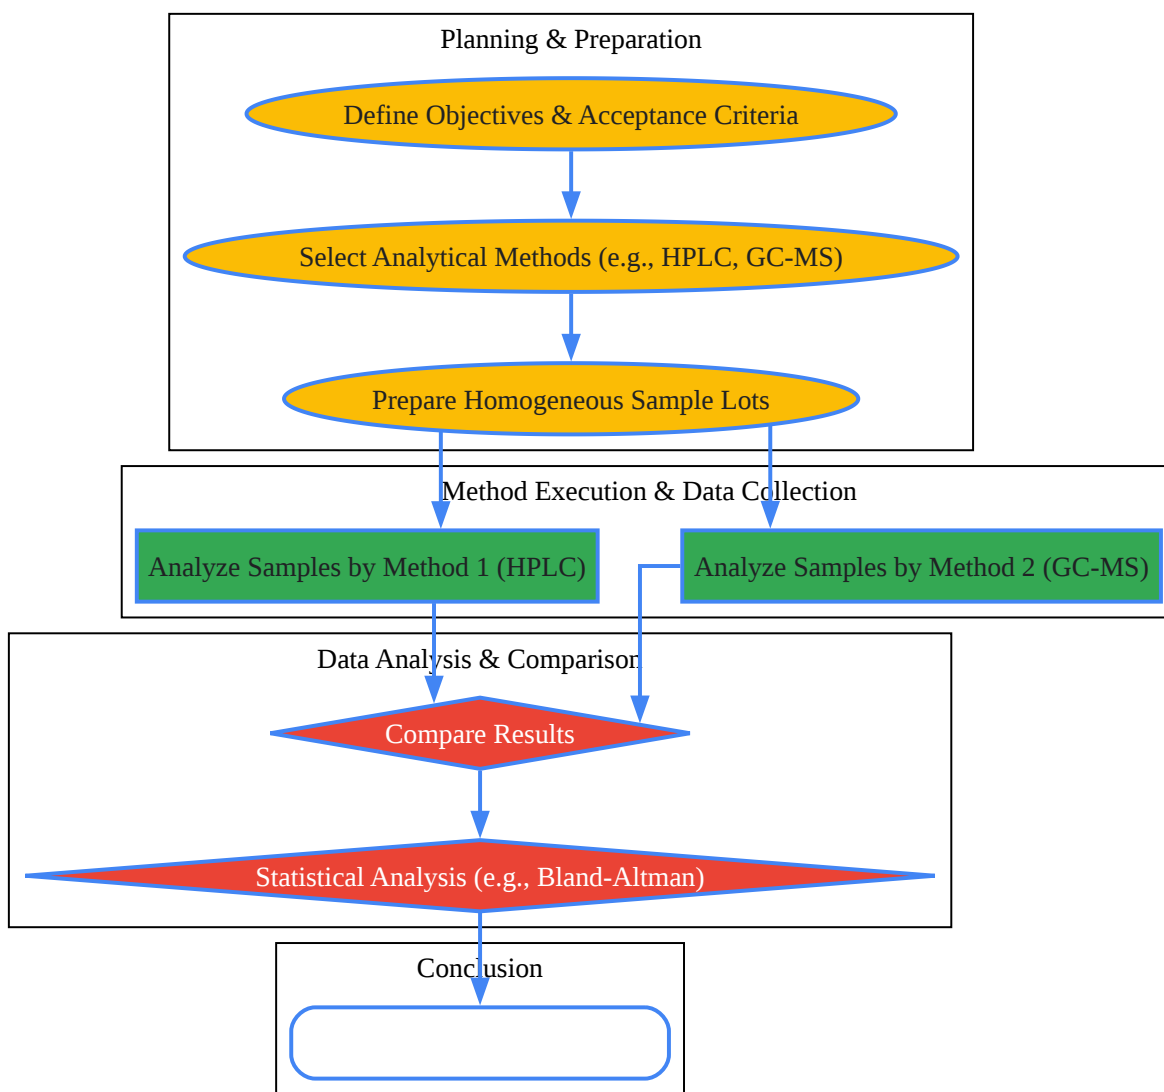 Planning & Preparation
Define Objectives & Acceptance Criteria
Select Analytical Methods (e.g., HPLC, GC-MS)
Prepare Homogeneous Sample Lots
Method Execution & Data Collection
Analyze Samples by Method 1 (HPLC)
Analyze Samples by Method 2 (GC-MS)
Data Analysis & Comparison
Compare Results
Statistical Analysis (e.g., Bland-Altman)
Conclusion